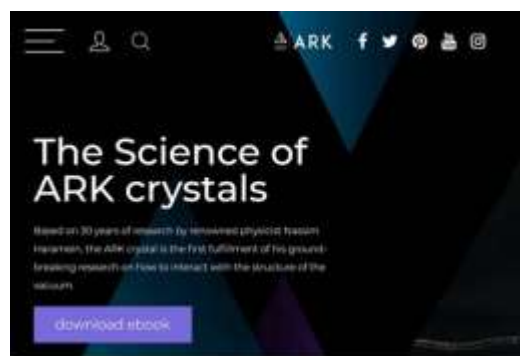 ARK
The Science of
ARK crystals
Based on 30 years of research by renowned physicist Nassim
Haramein, the ARK crystal is the first fulfillment of his ground-
breaking research on how to interact with the structure of the
vacuum.
download ebook